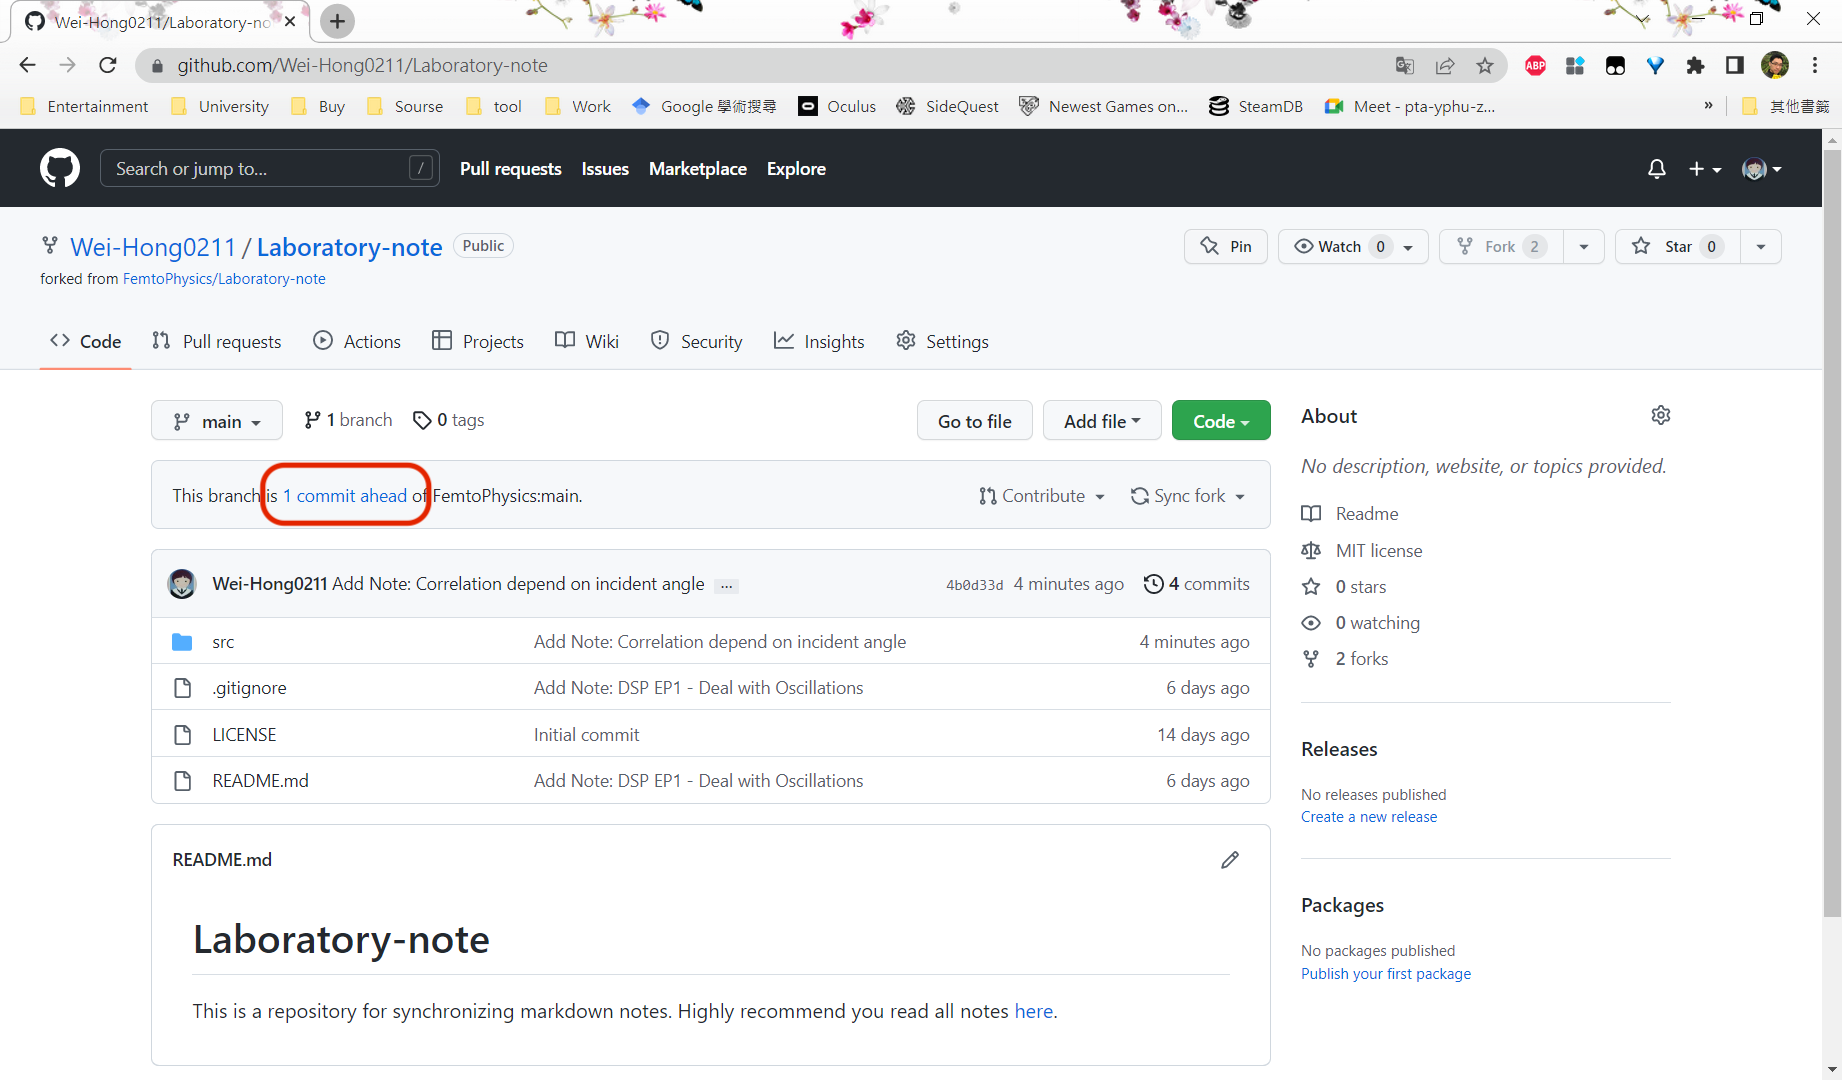 Wei-Hong0211/Laboratory-no
github.com/Wei-Hong0211/Laboratory-note
ABP
Entertainment University Buy Sourse tool Work Google 學術搜尋 Oculus SideQuest Newest Games on... SteamDB Meet - pta-yphu-z... » 其他書籤
Search or jump to... / Pull requests Issues Marketplace Explore
Wei-Hong0211 / Laboratory-note Public Pin Watch 0 Fork 2 Star 0
forked from FemtoPhysics/Laboratory-note
Code Pull requests Actions Projects Wiki Security Insights Settings
main 1 branch 0 tags Go to file Add file Code
This branch is 1 commit ahead of FemtoPhysics:main. Contribute Sync fork
Wei-Hong0211 Add Note: Correlation depend on incident angle ... 4b0d33d 4 minutes ago 4 commits
src Add Note: Correlation depend on incident angle 4 minutes ago
.gitignore Add Note: DSP EP1 - Deal with Oscillations 6 days ago
LICENSE Initial commit 14 days ago
README.md Add Note: DSP EP1 - Deal with Oscillations 6 days ago
README.md
Laboratory-note
This is a repository for synchronizing markdown notes. Highly recommend you read all notes here.
About
No description, website, or topics provided.
Readme
MIT license
0 stars
0 watching
2 forks
Releases
No releases published
Create a new release
Packages
No packages published
Publish your first package